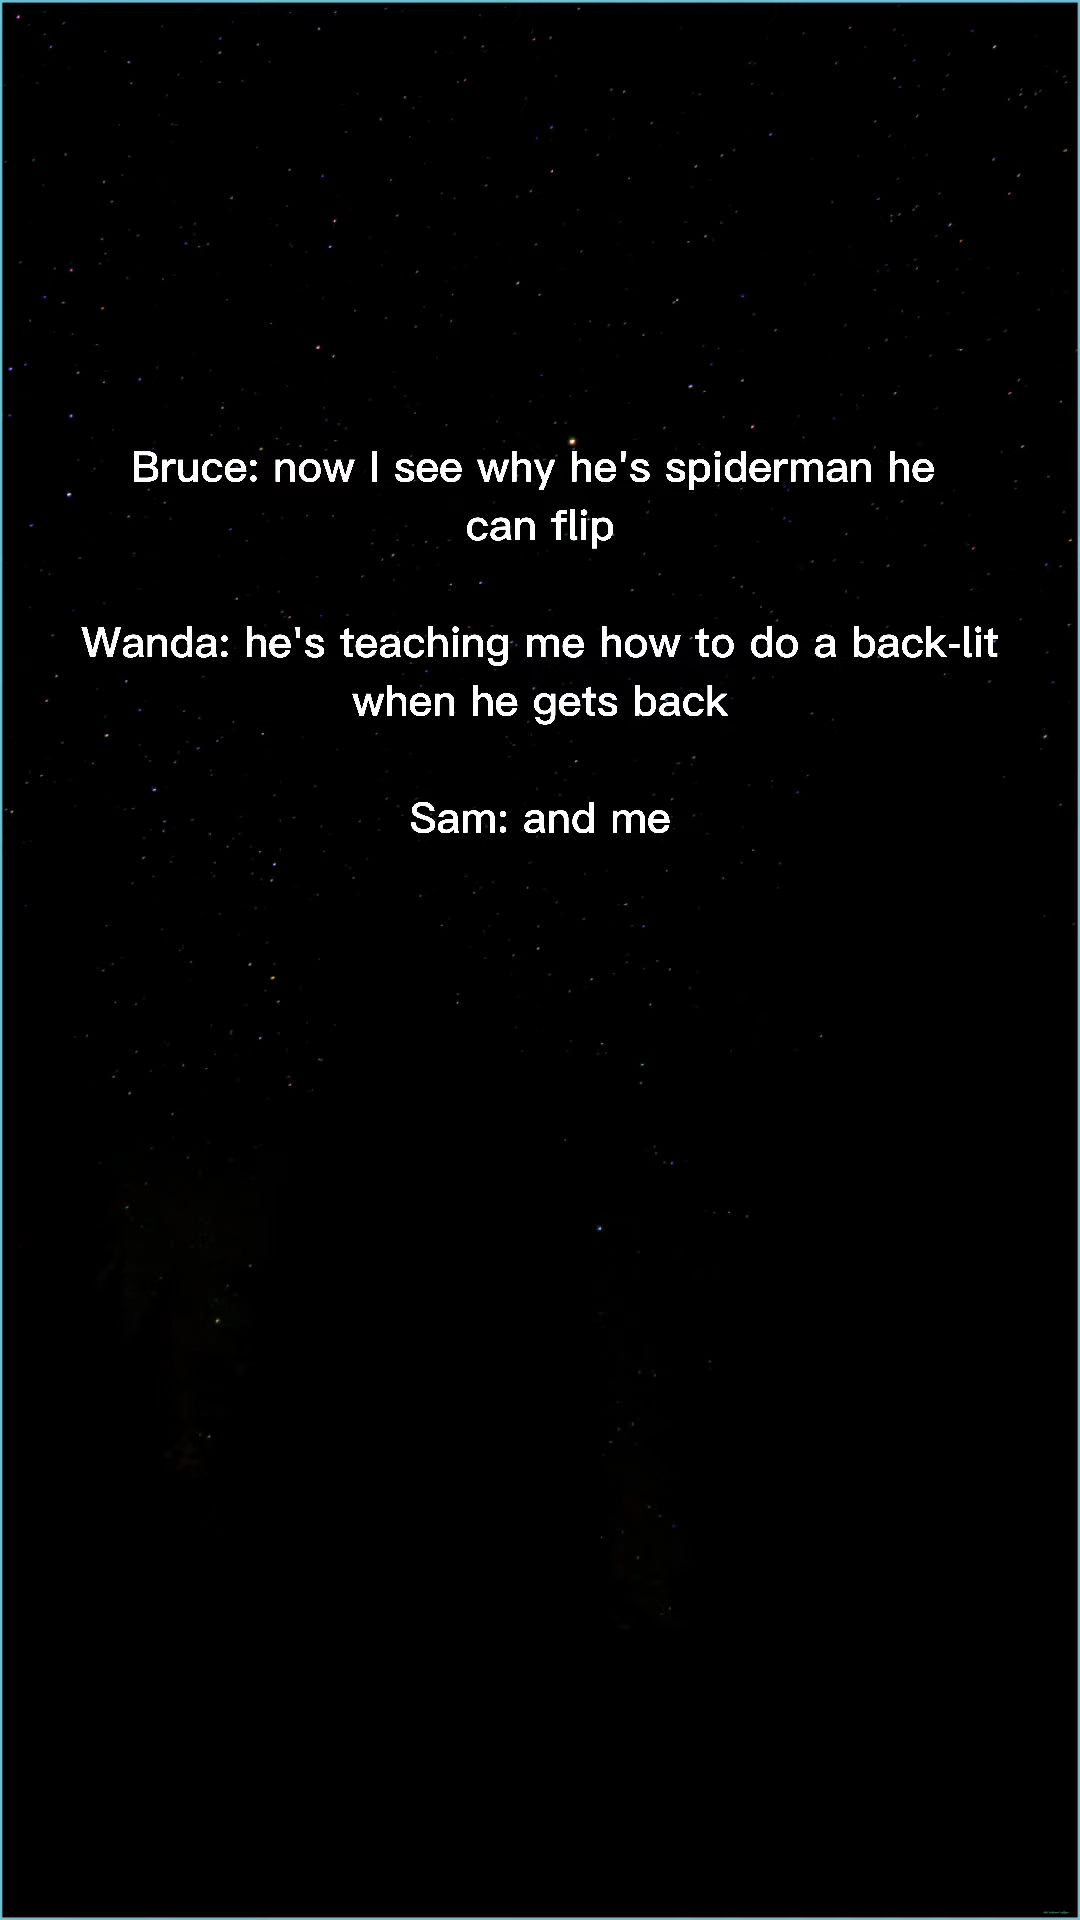 Bruce: now I see why he's spiderman he
can flip
Wanda: he's teaching me how to do a back-lit
when he gets back
Sam: and me